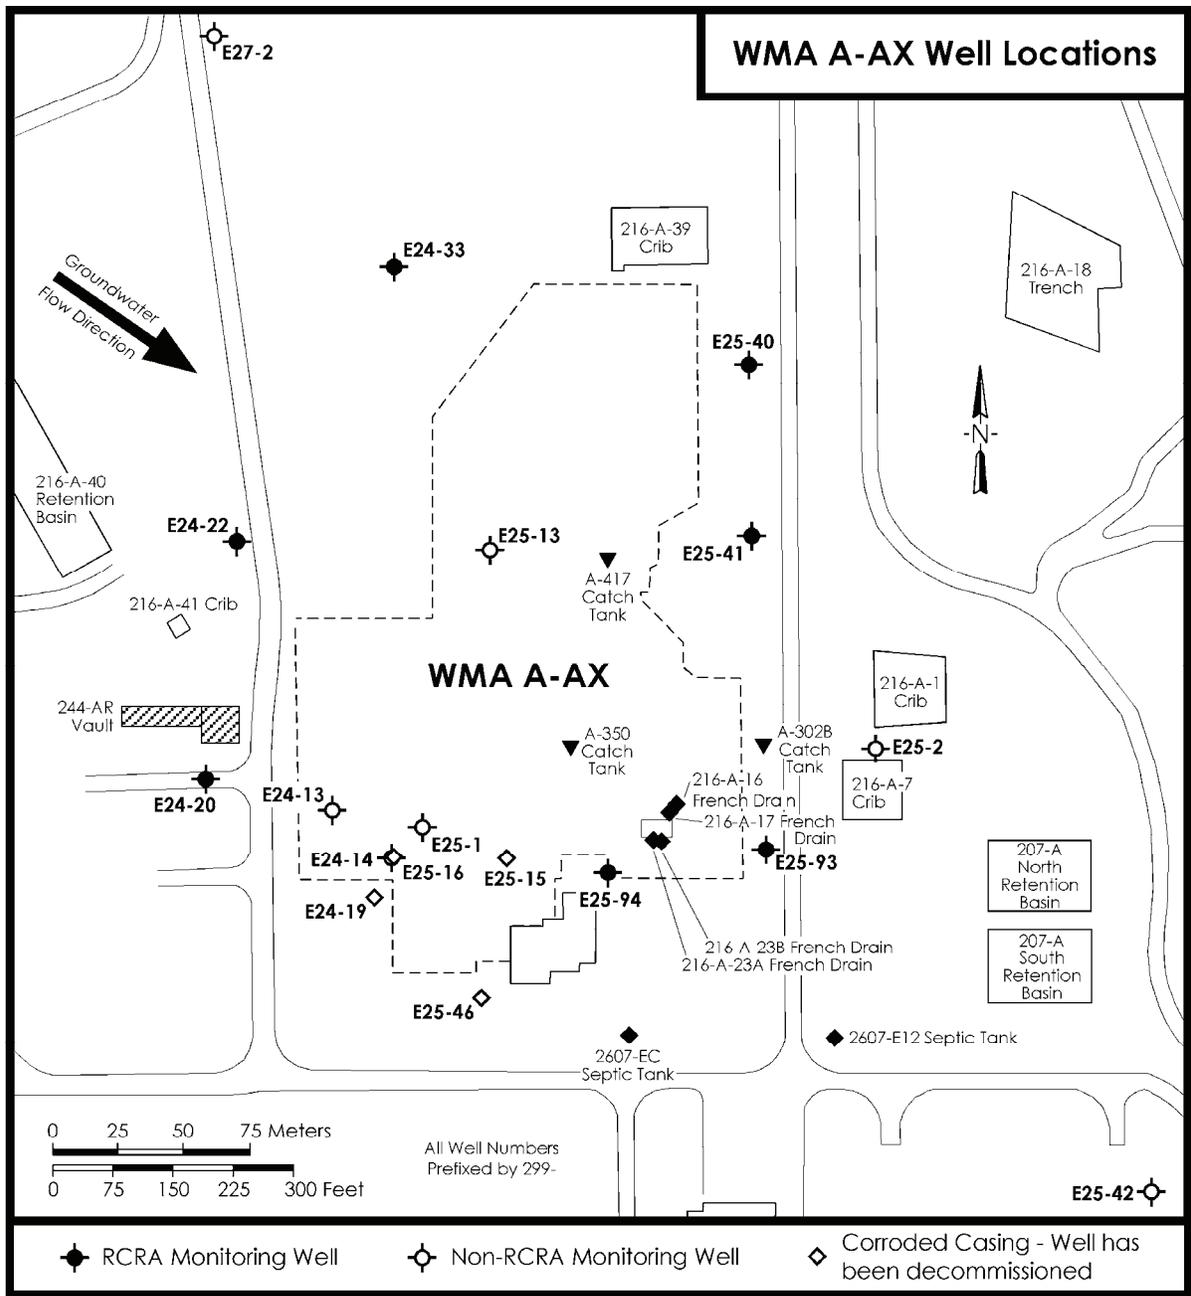 WMA A-AX Well Locations
E27-2
216-A-39
Crib
E24-33
Groundwater
Flow Direction
216-A-18
Trench
E25-40
-N-
216-A-40
Retention
Basin
E24-22
E25-13
E25-41
A-417
Catch
Tank
216-A-41 Crib
WMA A-AX
216-A-1
Crib
244-AR
Vault
A-350
Catch
Tank
A-302B
Catch
Tank
E25-2
E24-20
E24-13
216-A-16
French Drain
216-A-7
Crib
216-A-17 French
Drain
E25-1
E24-14
E25-16
E25-15
E25-93
E25-94
E24-19
207-A
North
Retention
Basin
216-A-23B French Drain
216-A-23A French Drain
207-A
South
Retention
Basin
E25-46
2607-EC
Septic Tank
2607-E12 Septic Tank
0 25 50 75 Meters
0 75 150 225 300 Feet
All Well Numbers
Prefixed by 299-
E25-42
RCRA Monitoring Well
Non-RCRA Monitoring Well
Corroded Casing - Well has
been decommissioned